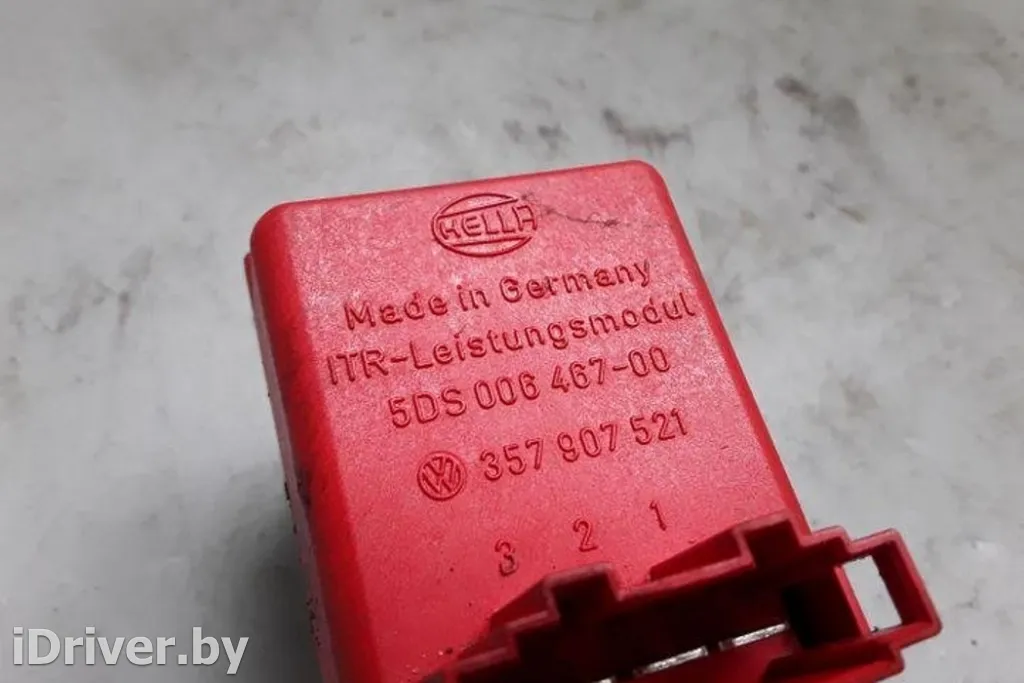 HELLA
Made in Germany
ITR-Leistungsmodul
5DS 006 467-00
VW 357 907 521
3 2 1
iDriver.by